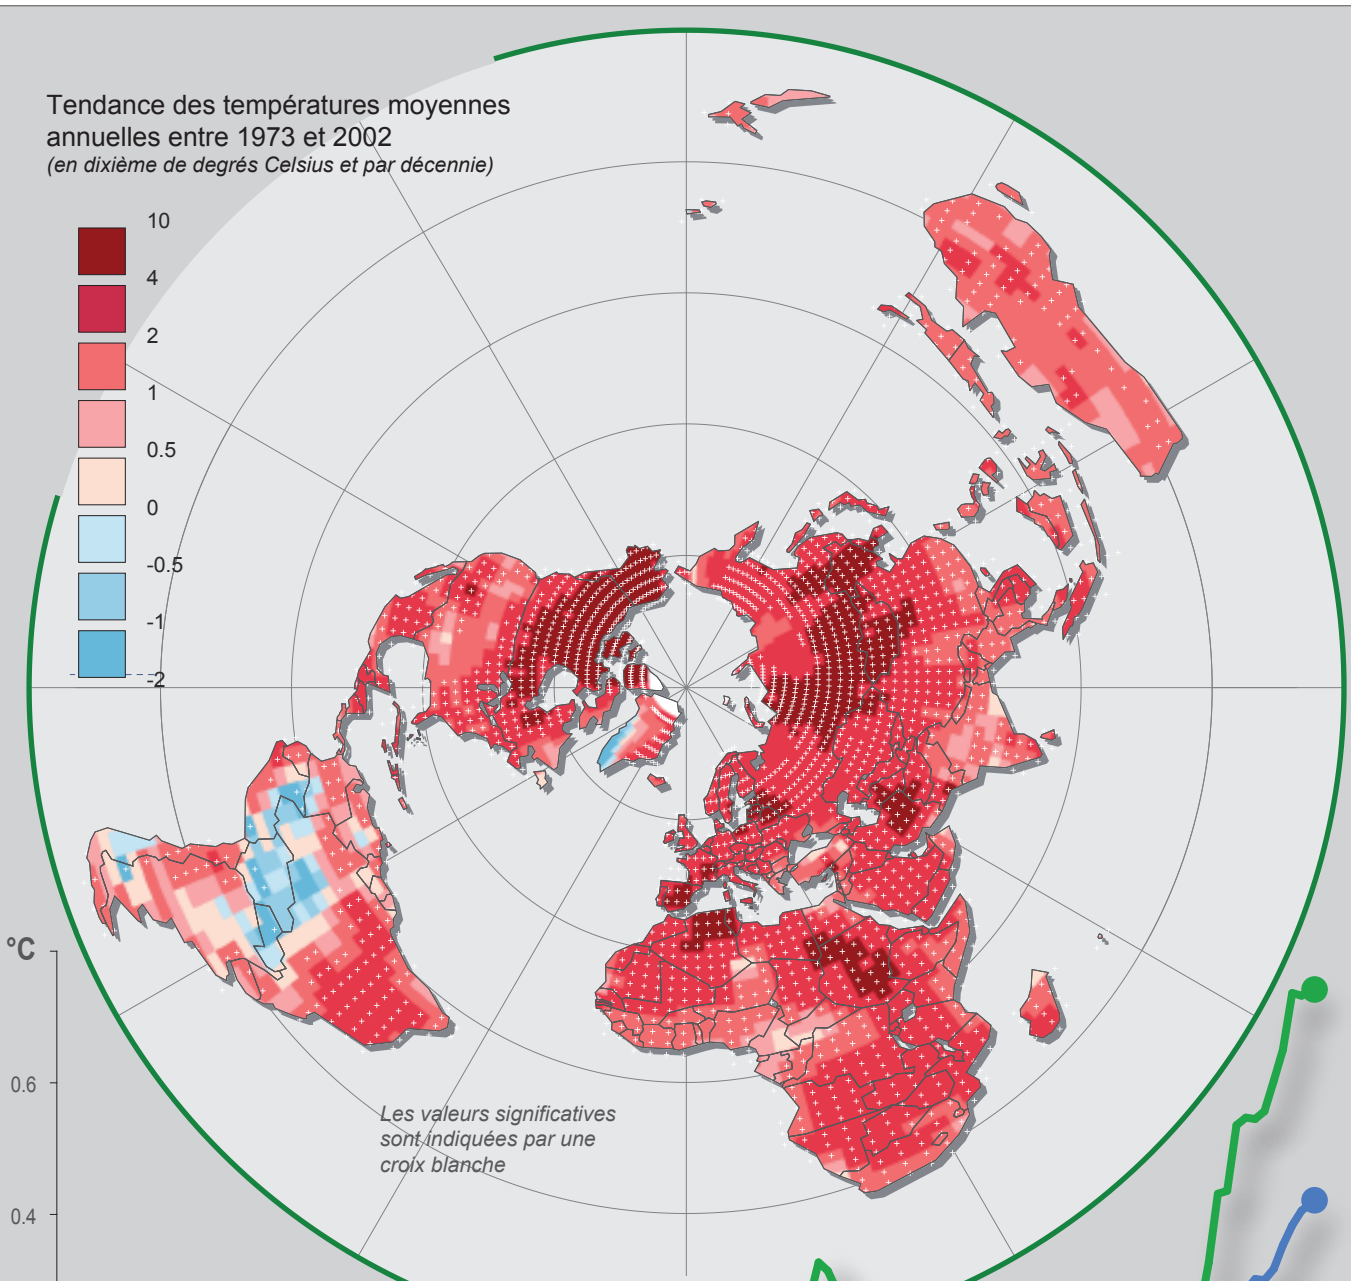 Tendance des températures moyennes
annuelles entre 1973 et 2002
(en dixième de degrés Celsius et par décennie)
10
4
2
1
0.5
0
-0.5
-1
-2
°C
0.6
0.4
Les valeurs significatives
sont indiquées par une
croix blanche